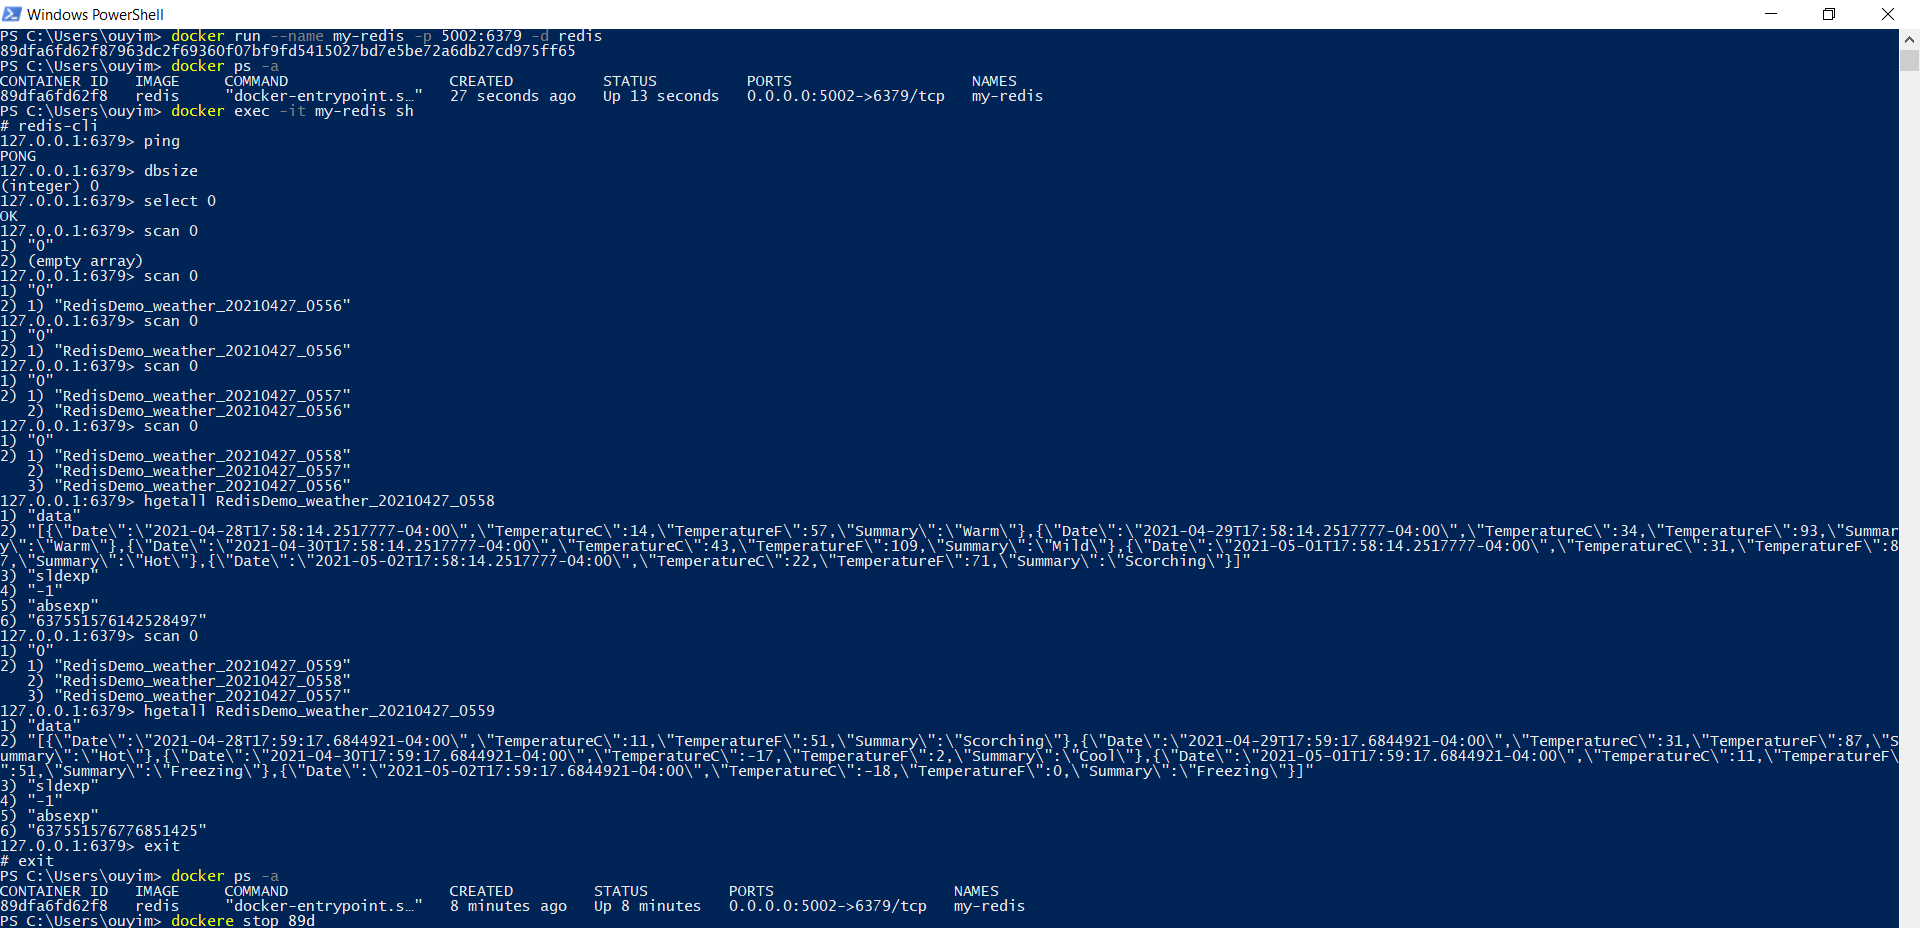 Windows PowerShell
PS C:\Users\ouyim> docker run --name my-redis -p 5002:6379 -d redis
89dfa6fd62f87963dc2f69360f07bf9fd5415027bd7e5be72a6db27cd975ff65
PS C:\Users\ouyim> docker ps -a
CONTAINER ID   IMAGE     COMMAND                  CREATED          STATUS          PORTS                    NAMES
89dfa6fd62f8   redis     "docker-entrypoint.s…"   27 seconds ago   Up 13 seconds   0.0.0.0:5002->6379/tcp   my-redis
PS C:\Users\ouyim> docker exec -it my-redis sh
# redis-cli
127.0.0.1:6379> ping
PONG
127.0.0.1:6379> dbsize
(integer) 0
127.0.0.1:6379> select 0
OK
127.0.0.1:6379> scan 0
1) "0"
2) (empty array)
127.0.0.1:6379> scan 0
1) "0"
2) 1) "RedisDemo_weather_20210427_0556"
127.0.0.1:6379> scan 0
1) "0"
2) 1) "RedisDemo_weather_20210427_0556"
127.0.0.1:6379> scan 0
1) "0"
2) 1) "RedisDemo_weather_20210427_0557"
   2) "RedisDemo_weather_20210427_0556"
127.0.0.1:6379> scan 0
1) "0"
2) 1) "RedisDemo_weather_20210427_0558"
   2) "RedisDemo_weather_20210427_0557"
   3) "RedisDemo_weather_20210427_0556"
127.0.0.1:6379> hgetall RedisDemo_weather_20210427_0558
1) "data"
2) "[{\"Date\":\"2021-04-28T17:58:14.2517777-04:00\",\"TemperatureC\":14,\"TemperatureF\":57,\"Summary\":\"Warm\"},{\"Date\":\"2021-04-29T17:58:14.2517777-04:00\",\"TemperatureC\":34,\"TemperatureF\":93,\"Summar
y\":\"Warm\"},{\"Date\":\"2021-04-30T17:58:14.2517777-04:00\",\"TemperatureC\":43,\"TemperatureF\":109,\"Summary\":\"Mild\"},{\"Date\":\"2021-05-01T17:58:14.2517777-04:00\",\"TemperatureC\":31,\"TemperatureF\":8
7,\"Summary\":\"Hot\"},{\"Date\":\"2021-05-02T17:58:14.2517777-04:00\",\"TemperatureC\":22,\"TemperatureF\":71,\"Summary\":\"Scorching\"}]"
3) "sldexp"
4) "-1"
5) "absexp"
6) "637551576142528497"
127.0.0.1:6379> scan 0
1) "0"
2) 1) "RedisDemo_weather_20210427_0559"
   2) "RedisDemo_weather_20210427_0558"
   3) "RedisDemo_weather_20210427_0557"
127.0.0.1:6379> hgetall RedisDemo_weather_20210427_0559
1) "data"
2) "[{\"Date\":\"2021-04-28T17:59:17.6844921-04:00\",\"TemperatureC\":11,\"TemperatureF\":51,\"Summary\":\"Scorching\"},{\"Date\":\"2021-04-29T17:59:17.6844921-04:00\",\"TemperatureC\":31,\"TemperatureF\":87,\"S
ummary\":\"Hot\"},{\"Date\":\"2021-04-30T17:59:17.6844921-04:00\",\"TemperatureC\":-17,\"TemperatureF\":2,\"Summary\":\"Cool\"},{\"Date\":\"2021-05-01T17:59:17.6844921-04:00\",\"TemperatureC\":11,\"TemperatureF\
":51,\"Summary\":\"Freezing\"},{\"Date\":\"2021-05-02T17:59:17.6844921-04:00\",\"TemperatureC\":-18,\"TemperatureF\":0,\"Summary\":\"Freezing\"}]"
3) "sldexp"
4) "-1"
5) "absexp"
6) "637551576776851425"
127.0.0.1:6379> exit
# exit
PS C:\Users\ouyim> docker ps -a
CONTAINER ID   IMAGE     COMMAND                  CREATED         STATUS         PORTS                    NAMES
89dfa6fd62f8   redis     "docker-entrypoint.s…"   8 minutes ago   Up 8 minutes   0.0.0.0:5002->6379/tcp   my-redis
PS C:\Users\ouyim> dockere stop 89d